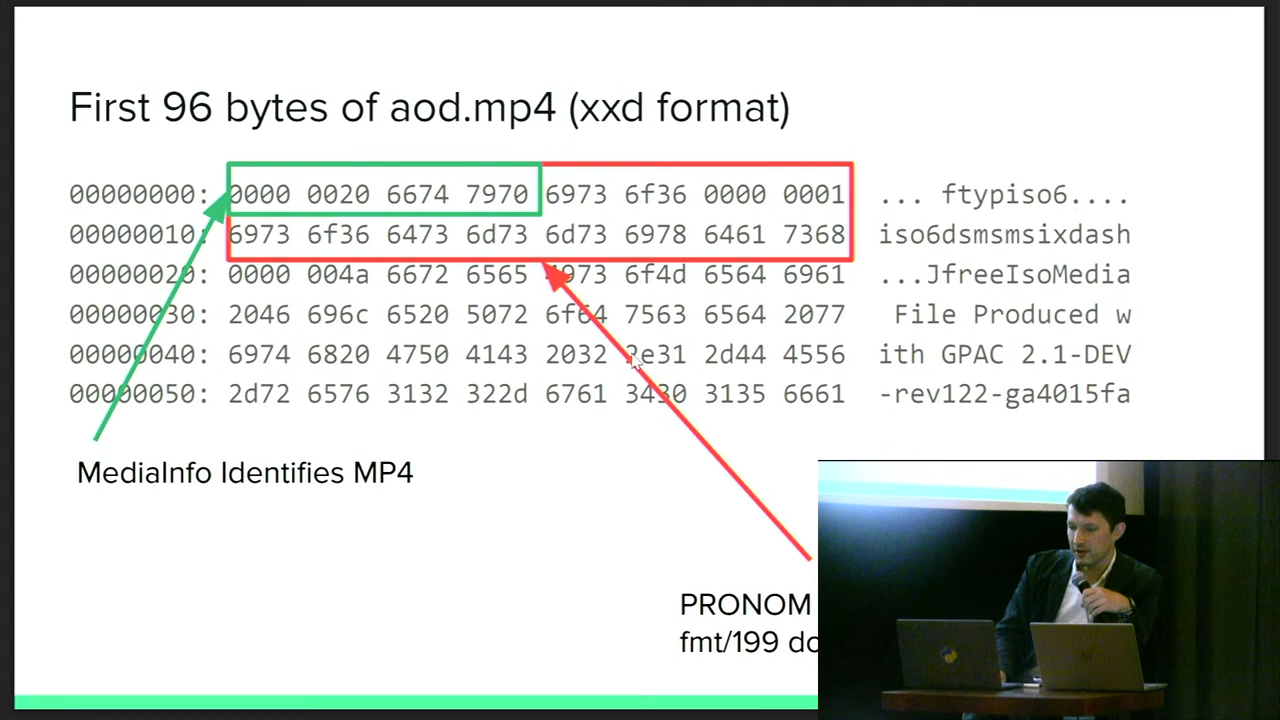 First 96 bytes of aod.mp4 (xxd format)
00000000: 0000 0020 6674 7970 6973 6f36 0000 0001 ... ftypiso6....
00000010: 6973 6f36 6473 6d73 6d73 6978 6461 7368 iso6dsmsmsixdash
00000020: 0000 004a 6672 6565 4973 6f4d 6564 6961 ...JfreeIsoMedia
00000030: 2046 696c 6520 5072 6f64 7563 6564 2077 File Produced w
00000040: 6974 6820 4750 4143 2032 2e31 2d44 4556 ith GPAC 2.1-DEV
00000050: 2d72 6576 3132 322d 6761 3430 3135 6661 -rev122-ga4015fa
MediaInfo Identifies MP4
PRONOM
fmt/199